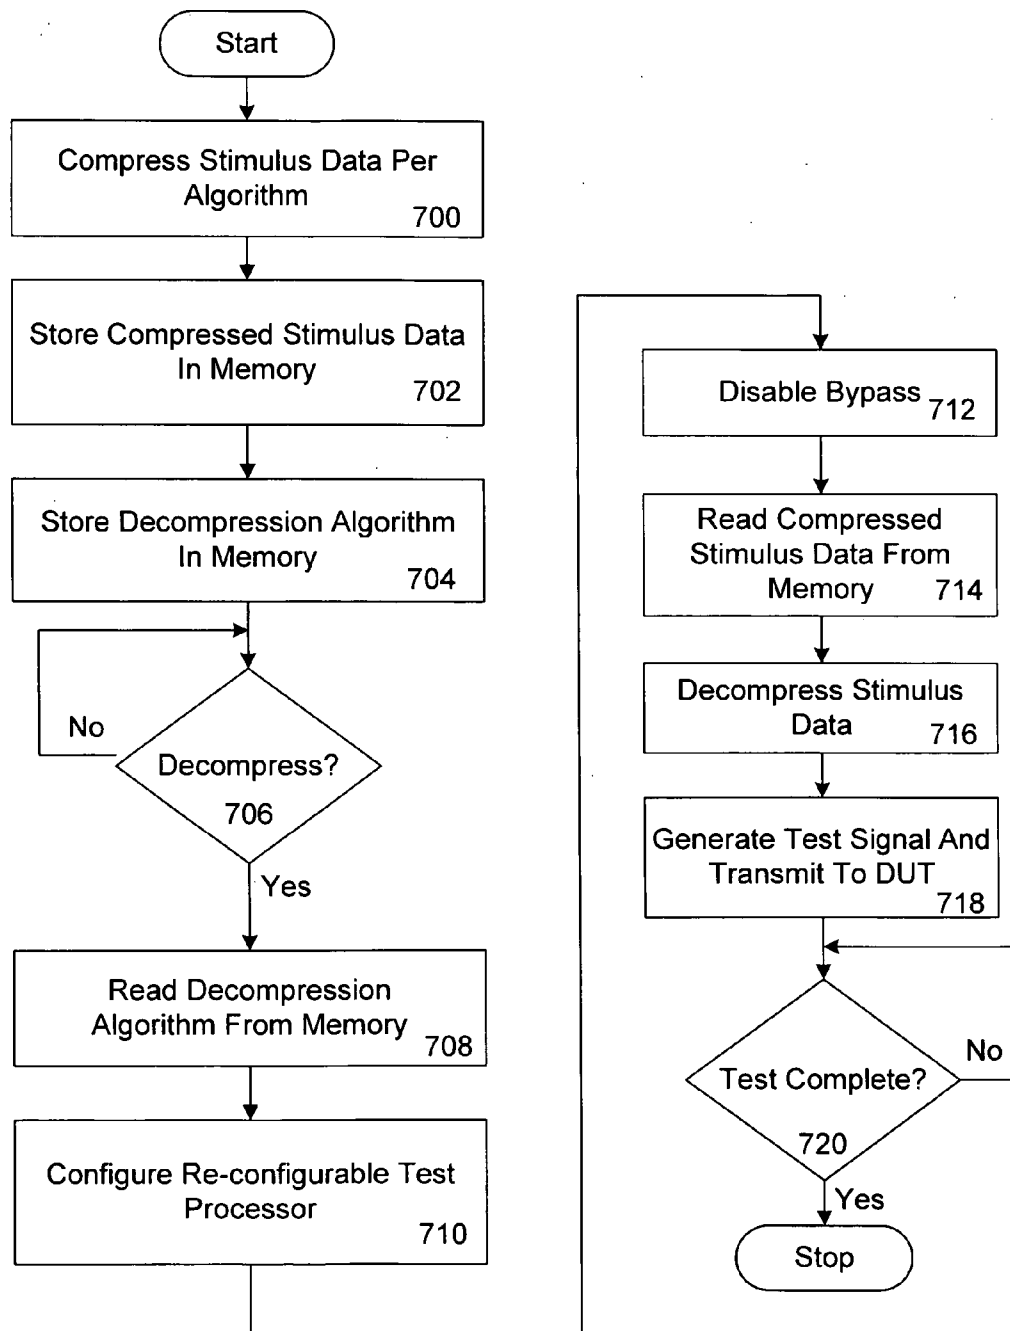 Start
Compress Stimulus Data Per
Algorithm
700
Store Compressed Stimulus Data
In Memory
702
Store Decompression Algorithm
In Memory
704
No
Decompress?
706
Yes
Read Decompression
Algorithm From Memory
708
Configure Re-configurable Test
Processor
710
Disable Bypass
712
Read Compressed
Stimulus Data From
Memory
714
Decompress Stimulus
Data
716
Generate Test Signal And
Transmit To DUT
718
No
Test Complete?
720
Yes
Stop